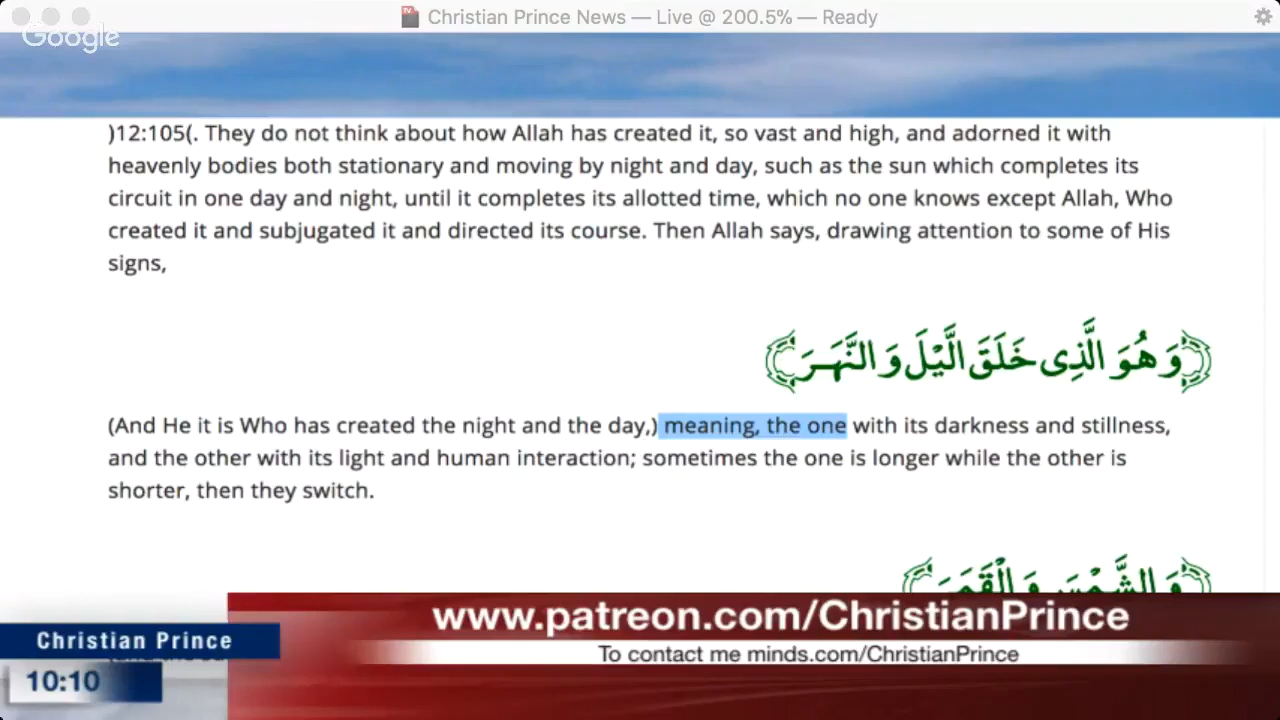 Christian Prince News — Live @ 200.5% — Ready
Google
)12:105(. They do not think about how Allah has created it, so vast and high, and adorned it with
heavenly bodies both stationary and moving by night and day, such as the sun which completes its
circuit in one day and night, until it completes its allotted time, which no one knows except Allah, Who
created it and subjugated it and directed its course. Then Allah says, drawing attention to some of His
signs,
وَهُوَ الَّذِى خَلَقَ الَّيْلَ وَالنَّهَـرَ
(And He it is Who has created the night and the day,) meaning, the one with its darkness and stillness,
and the other with its light and human interaction; sometimes the one is longer while the other is
shorter, then they switch.
وَالشَّمْسَ وَالْقَمَرَ
www.patreon.com/ChristianPrince
Christian Prince
To contact me minds.com/ChristianPrince
10:10